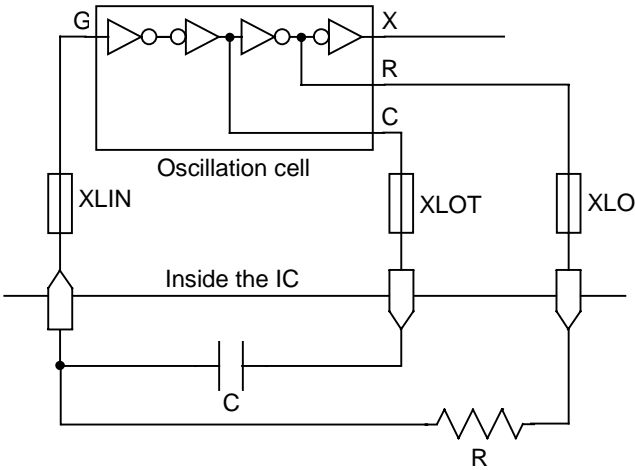 G
X
R
C
Oscillation cell
XLIN
XLOT
XLO
Inside the IC
C
R